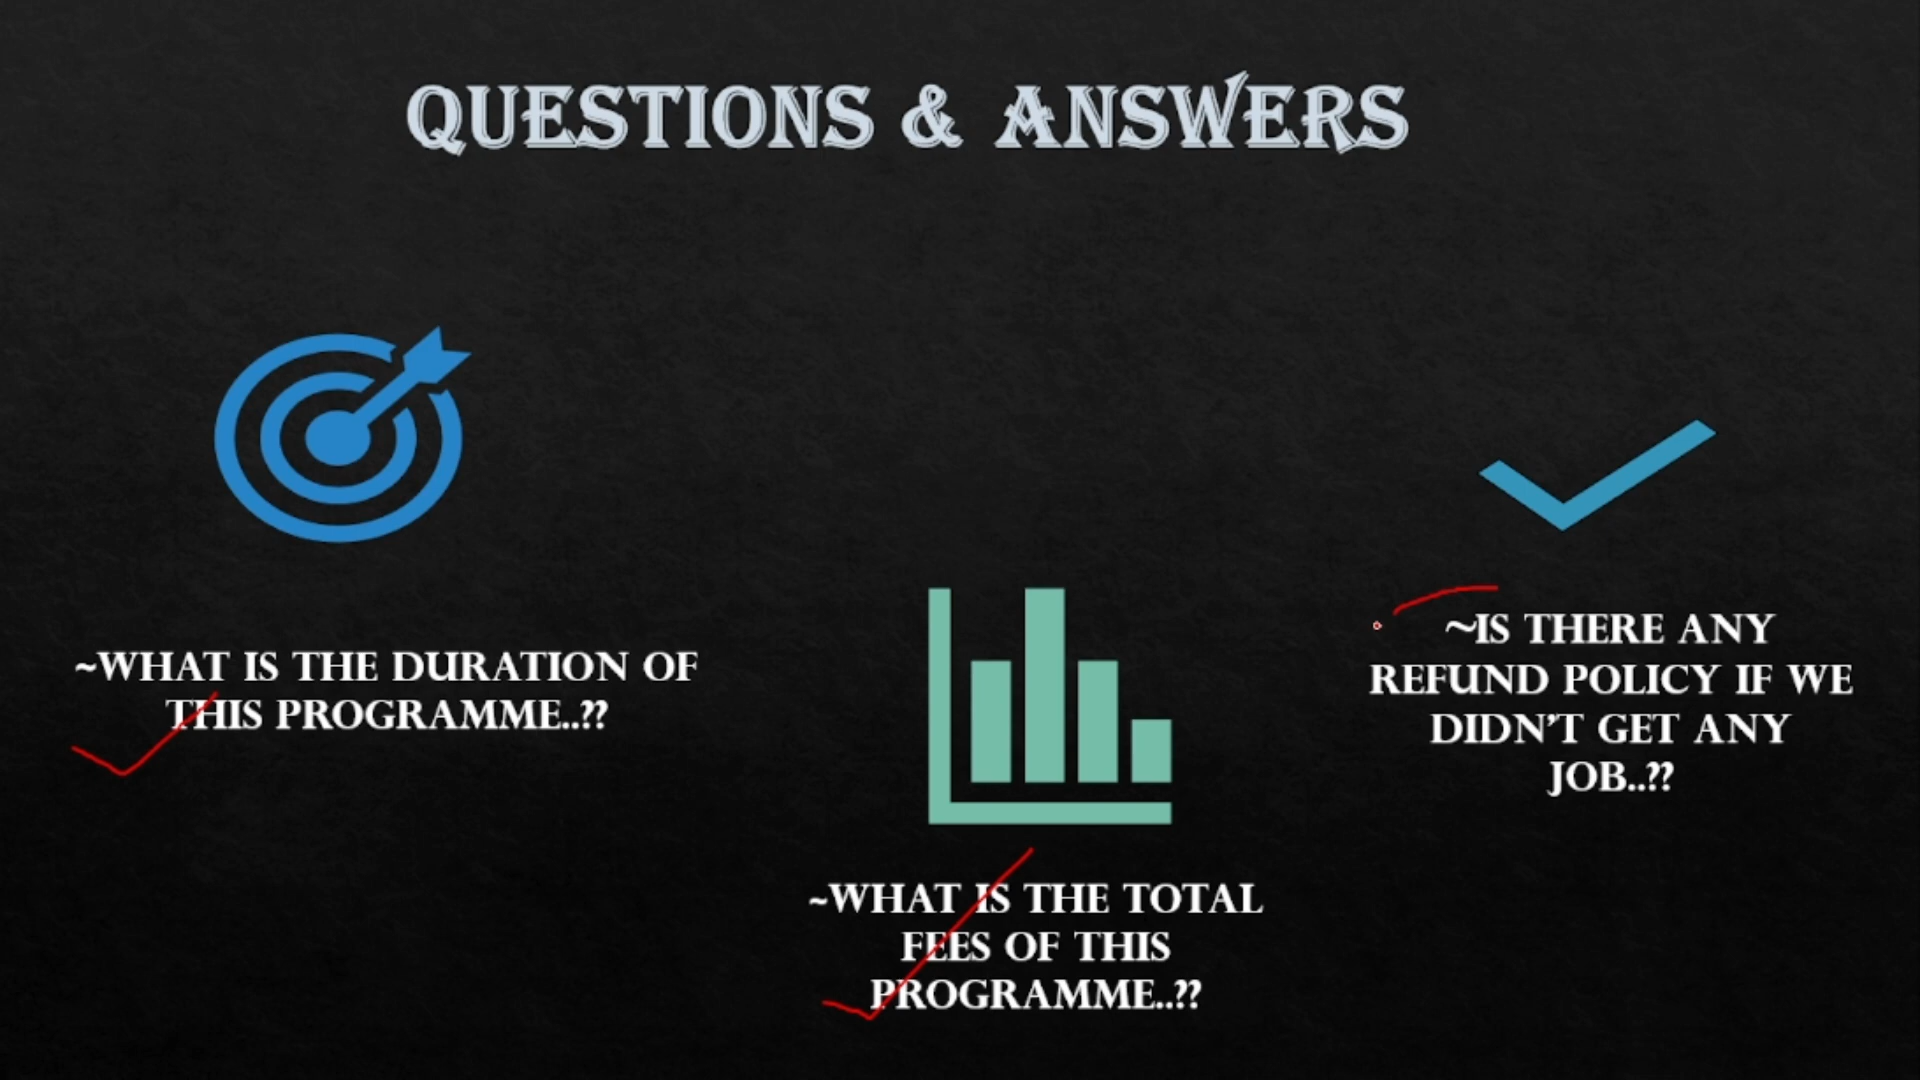 QUESTIONS & ANSWERS
~WHAT IS THE DURATION OF
THIS PROGRAMME..??
~WHAT IS THE TOTAL
FEES OF THIS
PROGRAMME..??
~IS THERE ANY
REFUND POLICY IF WE
DIDN'T GET ANY
JOB..??